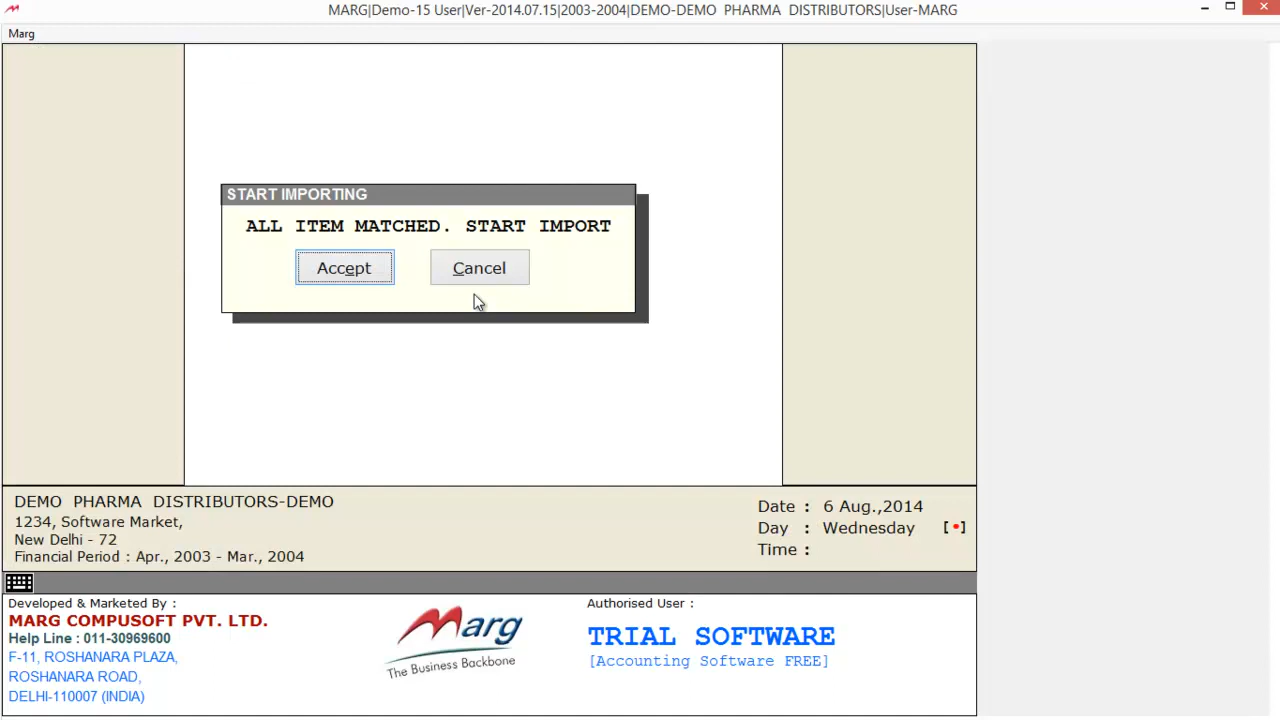 MARG|Demo-15 User|Ver-2014.07.15|2003-2004|DEMO-DEMO PHARMA DISTRIBUTORS|User-MARG
Marg
START IMPORTING
ALL ITEM MATCHED. START IMPORT
Accept Cancel
DEMO PHARMA DISTRIBUTORS-DEMO
1234, Software Market,
New Delhi - 72
Financial Period : Apr., 2003 - Mar., 2004
Date : 6 Aug.,2014
Day : Wednesday [•]
Time :
Developed & Marketed By :
MARG COMPUSOFT PVT. LTD.
Help Line : 011-30969600
F-11, ROSHANARA PLAZA,
ROSHANARA ROAD,
DELHI-110007 (INDIA)
Marg
The Business Backbone
Authorised User :
TRIAL SOFTWARE
[Accounting Software FREE]